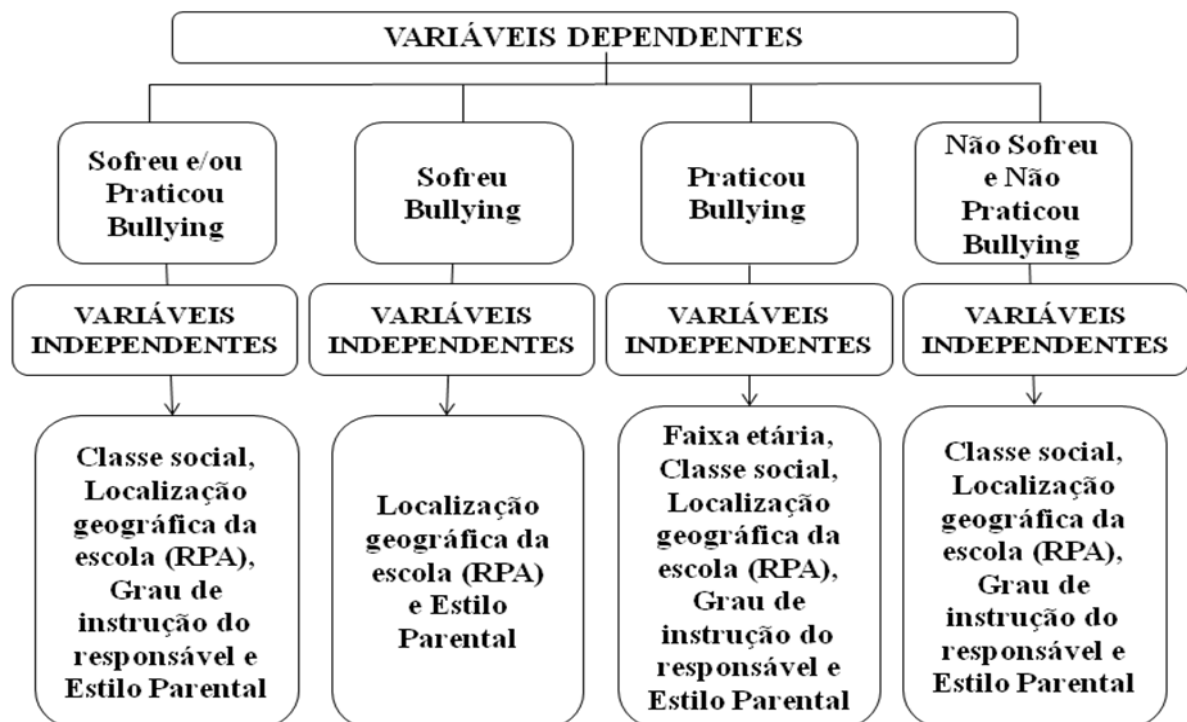 VARIÁVEIS DEPENDENTES
Sofreu e/ou
Praticou
Bullying
Sofreu
Bullying
Praticou
Bullying
Não Sofreu
e Não
Praticou
Bullying
VARIÁVEIS
INDEPENDENTES
VARIÁVEIS
INDEPENDENTES
VARIÁVEIS
INDEPENDENTES
VARIÁVEIS
INDEPENDENTES
Classe social,
Localização
geográfica da
escola (RPA),
Grau de
instrução do
responsável e
Estilo Parental
Localização
geográfica da
escola (RPA)
e Estilo
Parental
Faixa etária,
Classe social,
Localização
geográfica da
escola (RPA),
Grau de
instrução do
responsável e
Estilo Parental
Classe social,
Localização
geográfica da
escola (RPA),
Grau de
instrução do
responsável e
Estilo Parental